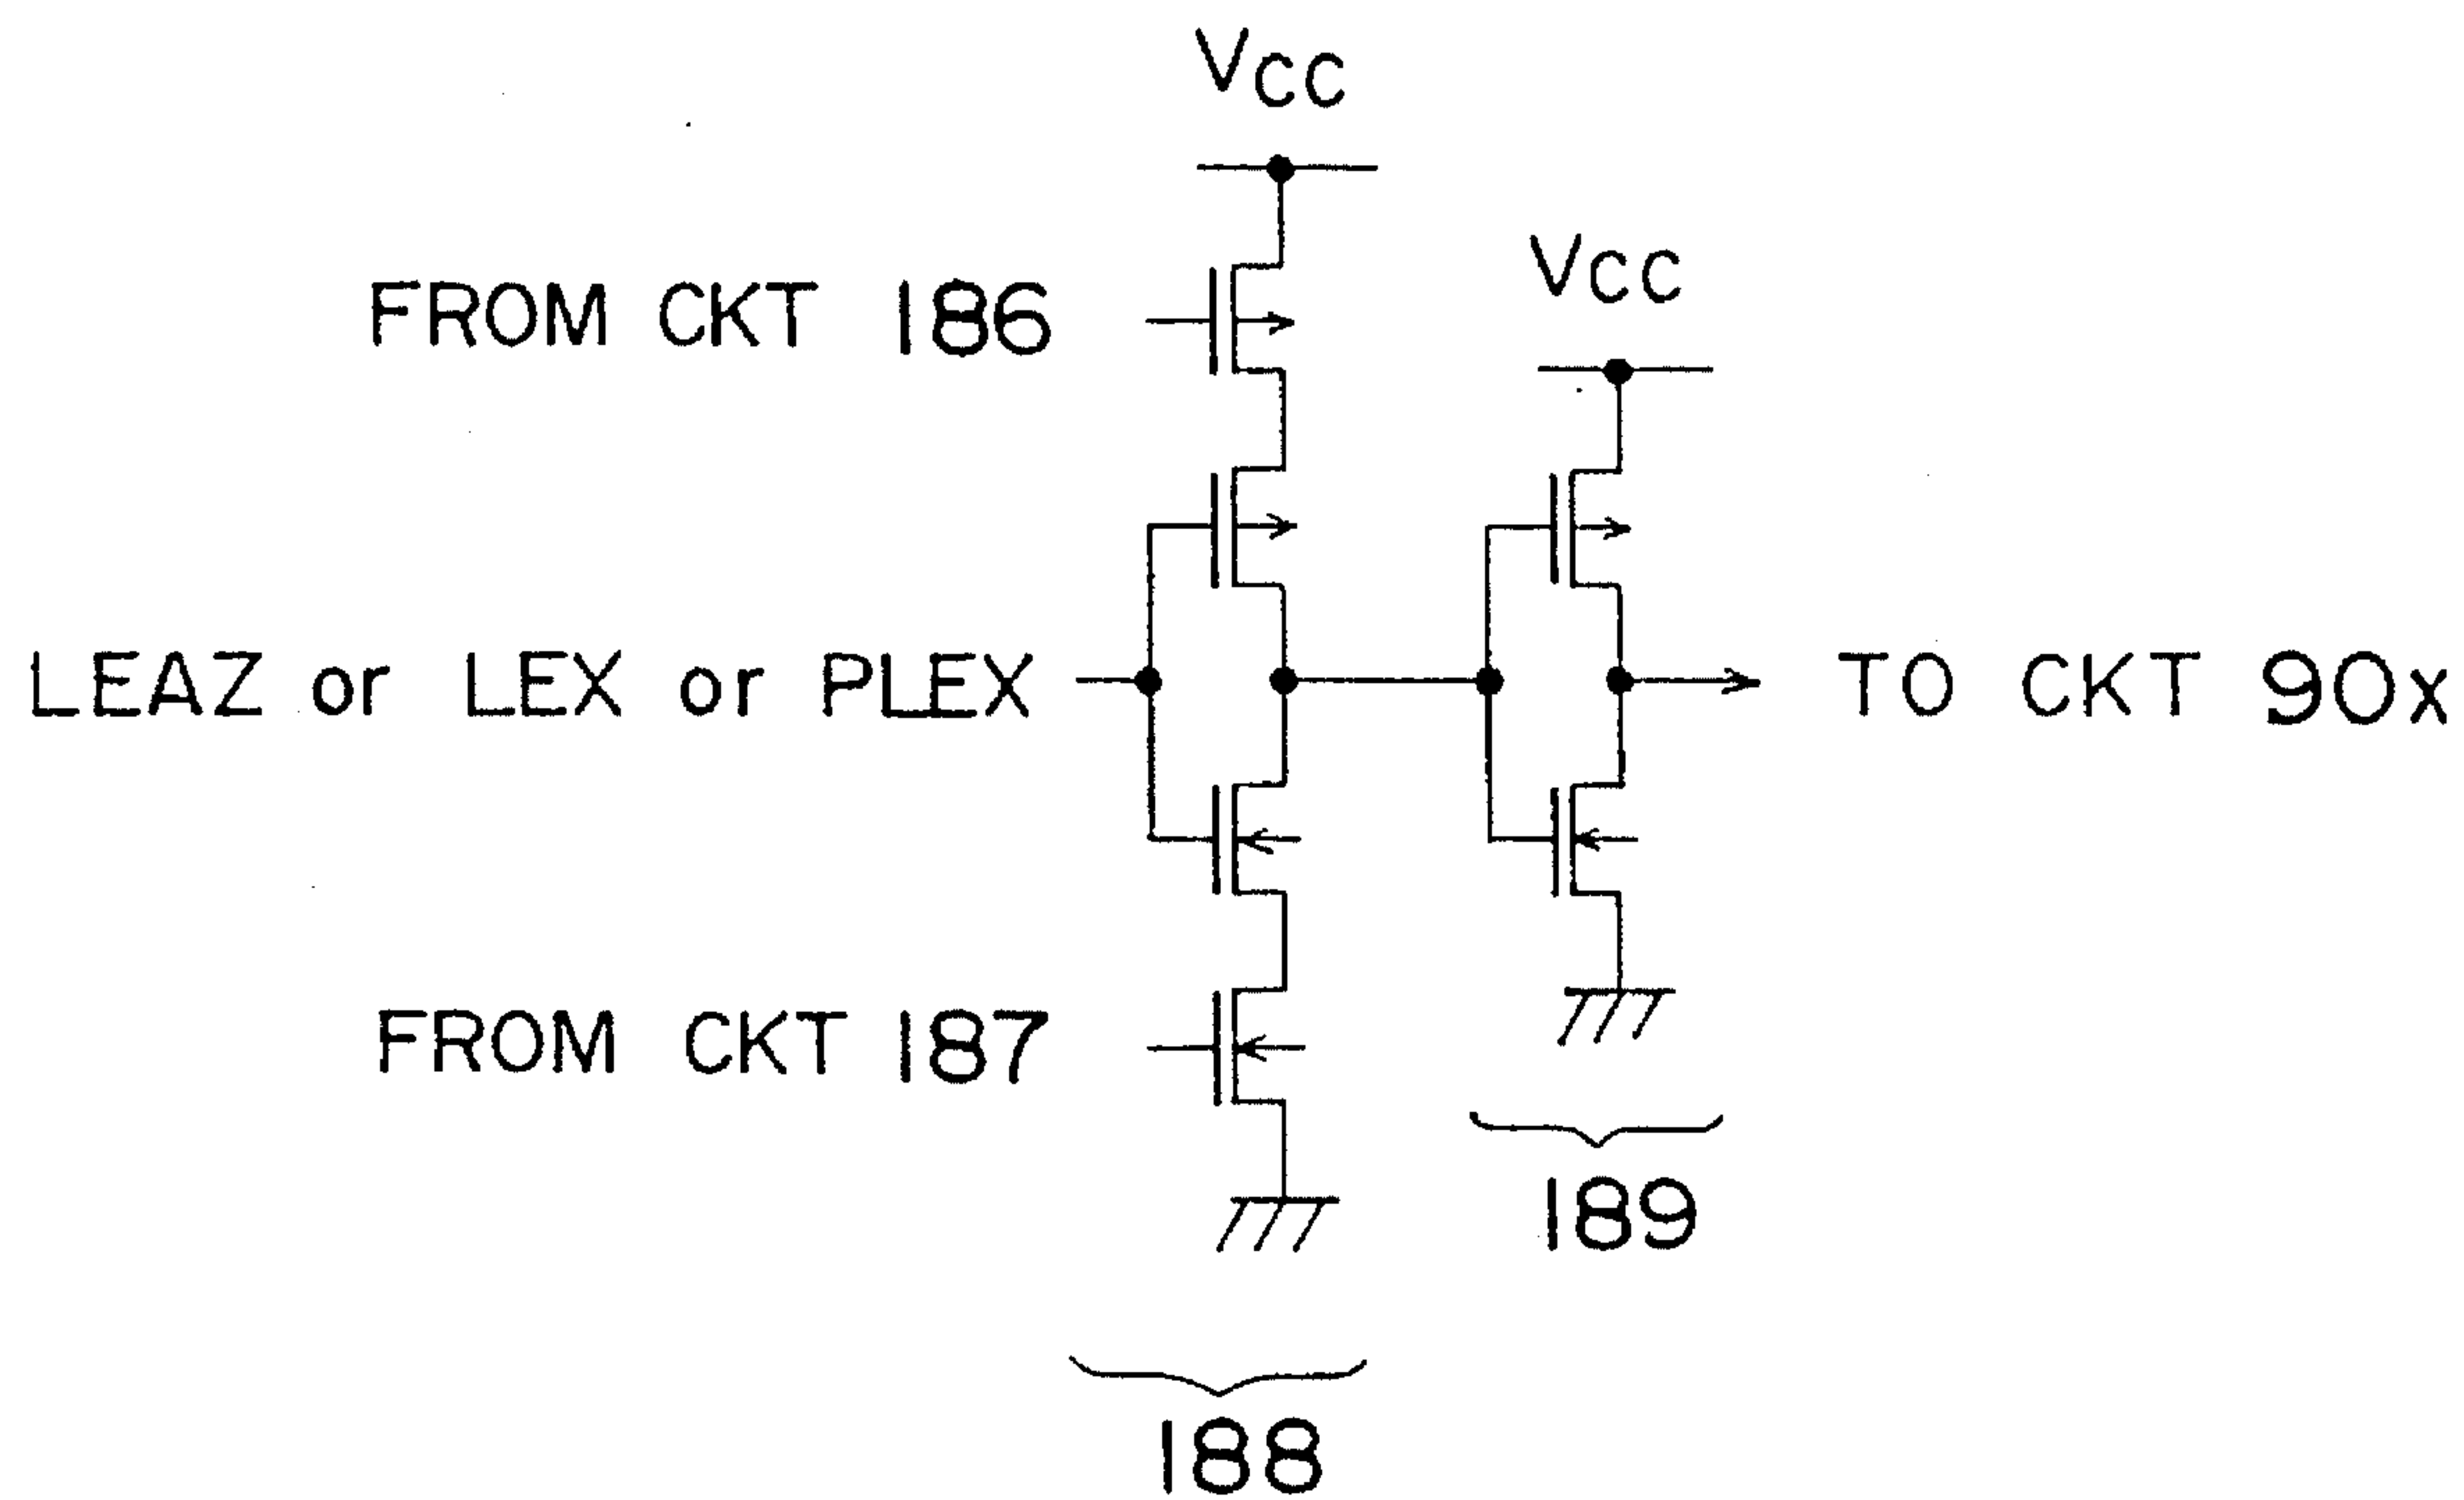 VCC
VCC
FROM CKT 186
LEAZ or LEX or PLEX
TO CKT 90x
FROM CKT 187
189
188